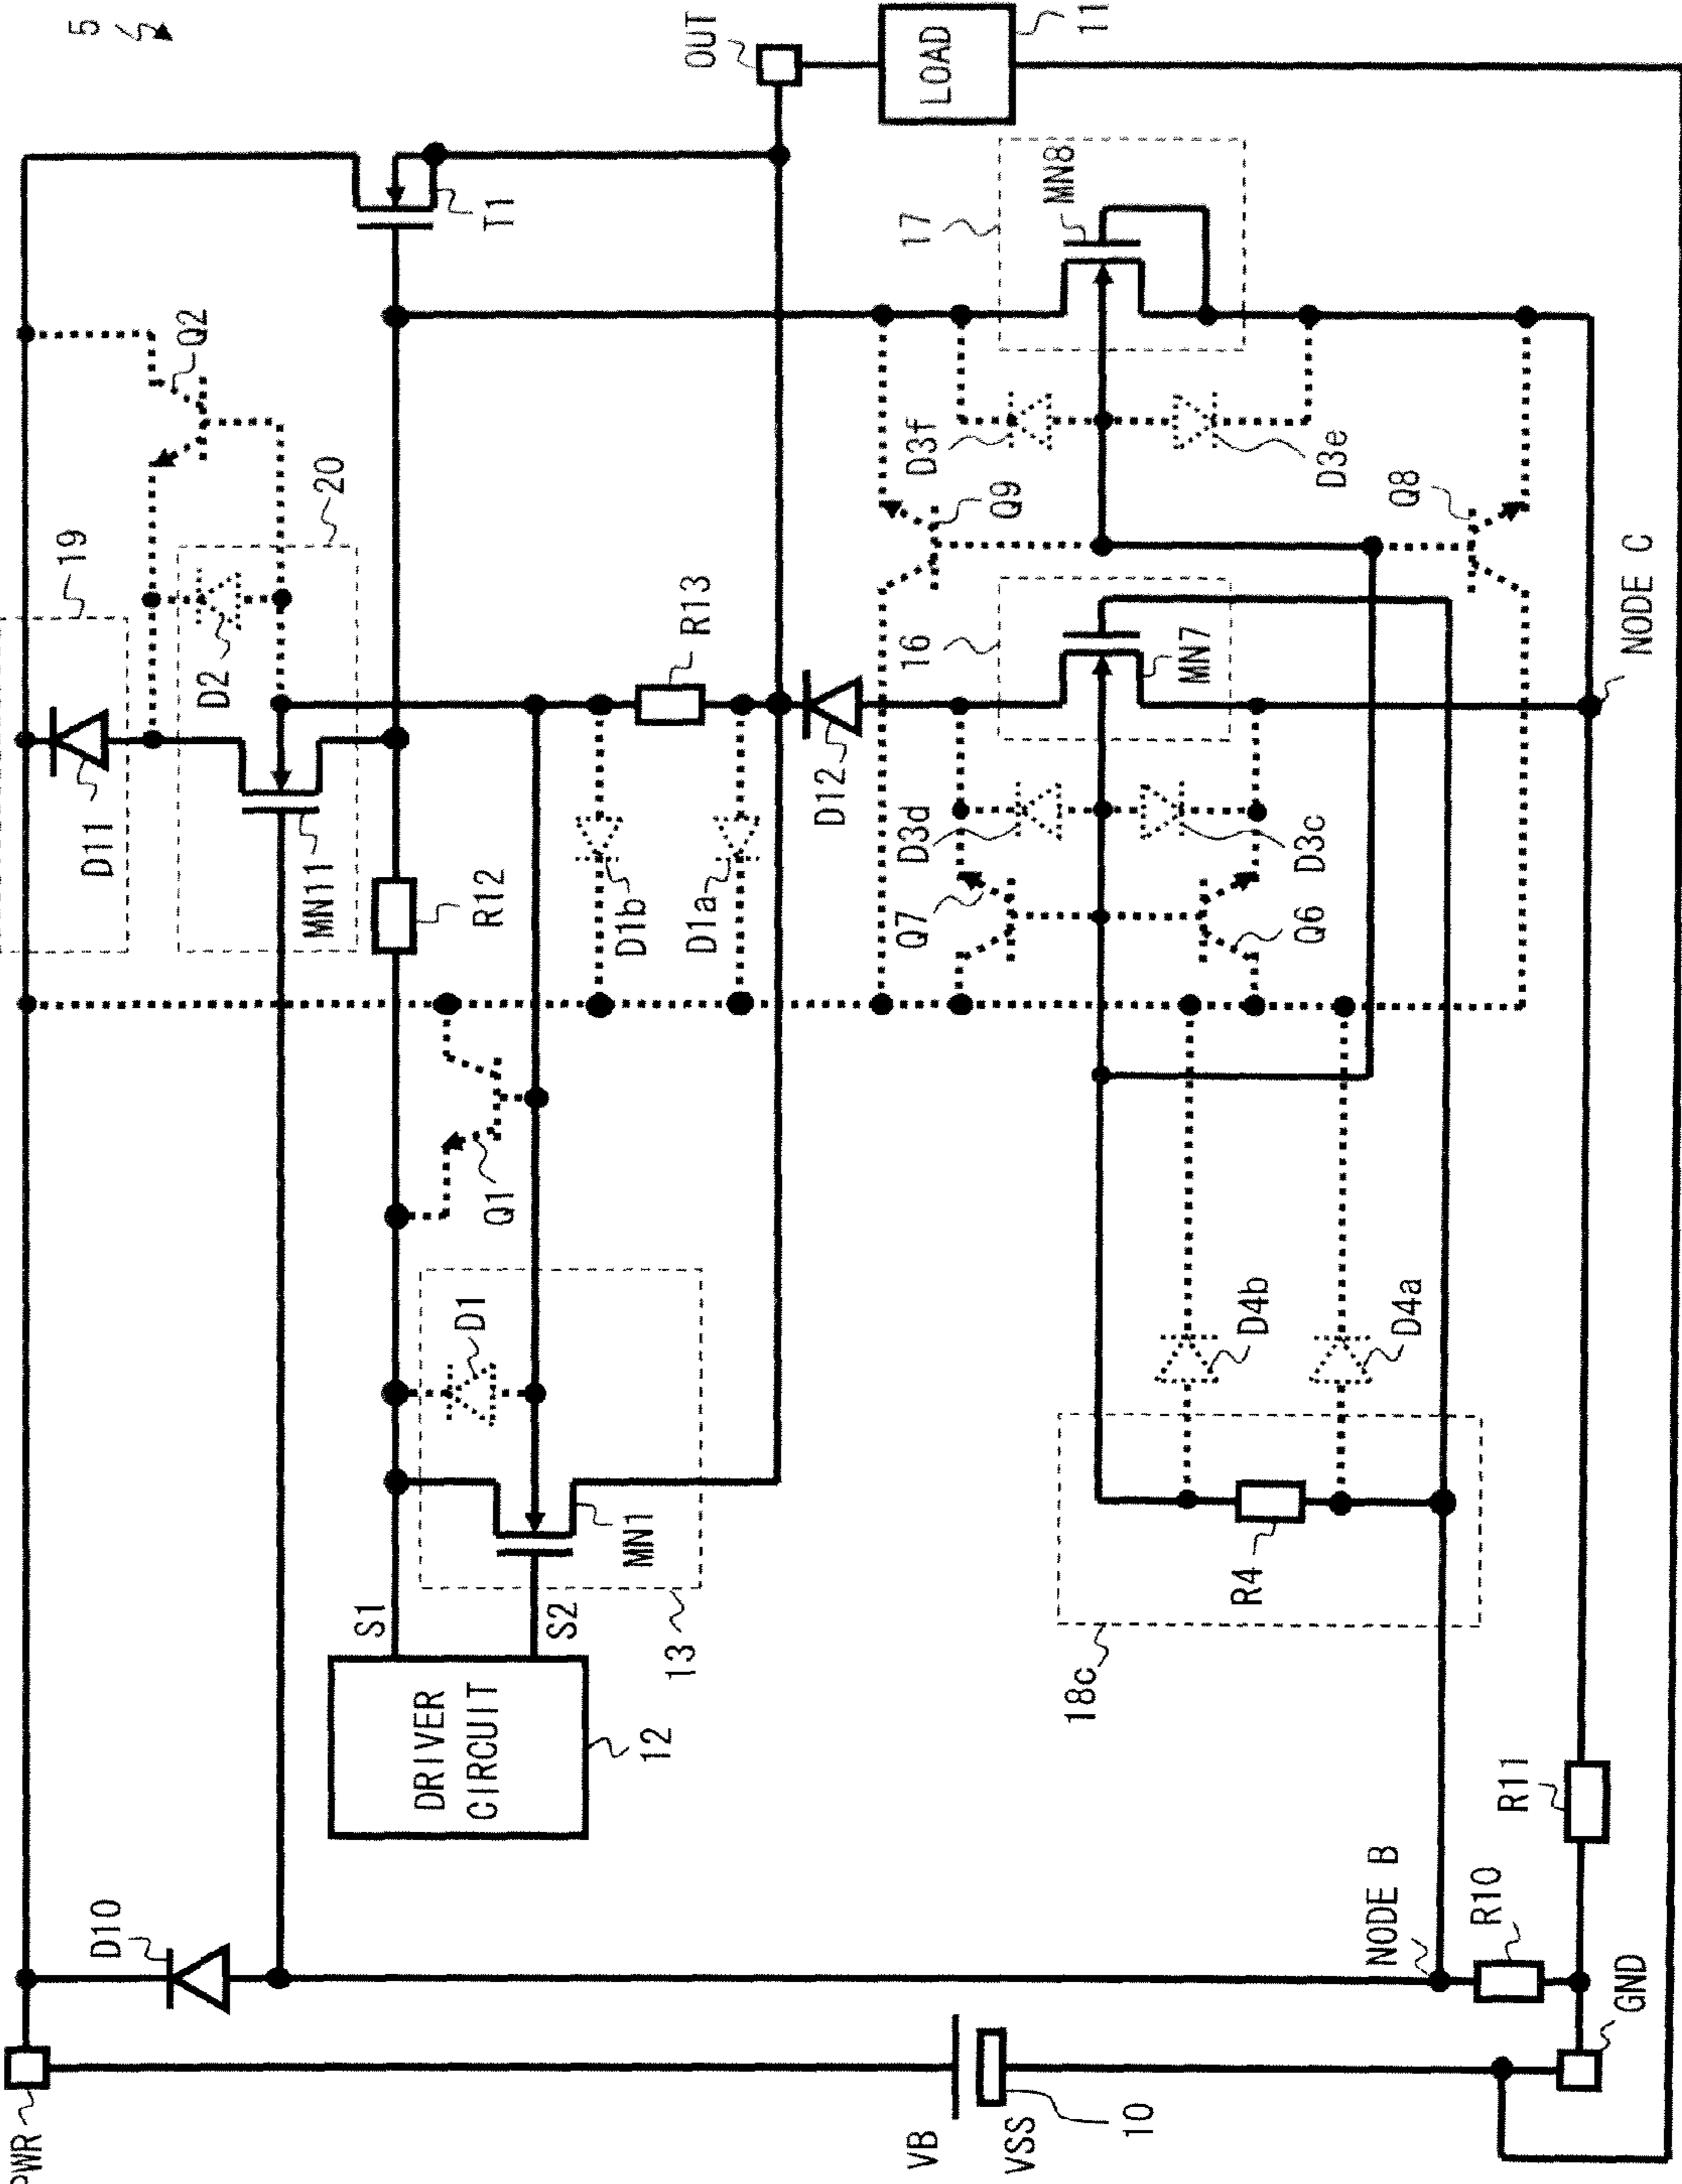 5
OUT
LOAD
11
T1
Q2
17
MN8
19
20
D3f
D3e
Q9
Q8
NODE C
D2
R13
16
MN7
D11
MN11
R12
D12
D1b
D1a
D3d
D3c
Q7
Q6
Q1
D1
D4b
D4a
MN1
R4
S1
S2
13
18c
DRIVER
CIRCUIT
12
R11
D10
NODE B
R10
GND
PWR
VB
VSS
10